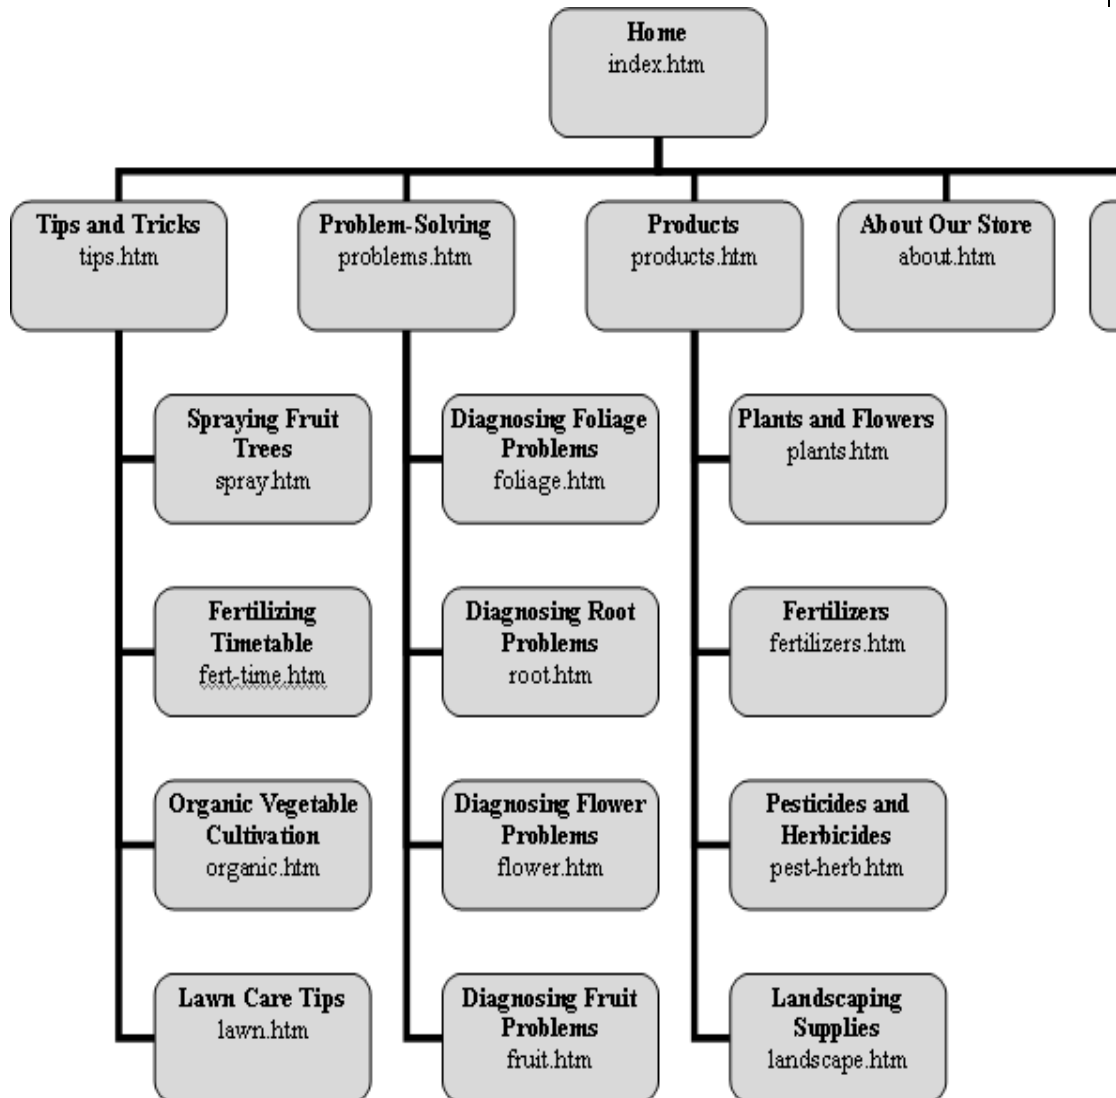 Home
index.htm
Tips and Tricks
tips.htm
Problem-Solving
problems.htm
Products
products.htm
About Our Store
about.htm
Spraying Fruit
Trees
spray.htm
Diagnosing Foliage
Problems
foliage.htm
Plants and Flowers
plants.htm
Fertilizing
Timetable
fert-time.htm
Diagnosing Root
Problems
root.htm
Fertilizers
fertilizers.htm
Organic Vegetable
Cultivation
organic.htm
Diagnosing Flower
Problems
flower.htm
Pesticides and
Herbicides
pest-herb.htm
Lawn Care Tips
lawn.htm
Diagnosing Fruit
Problems
fruit.htm
Landscaping
Supplies
landscape.htm